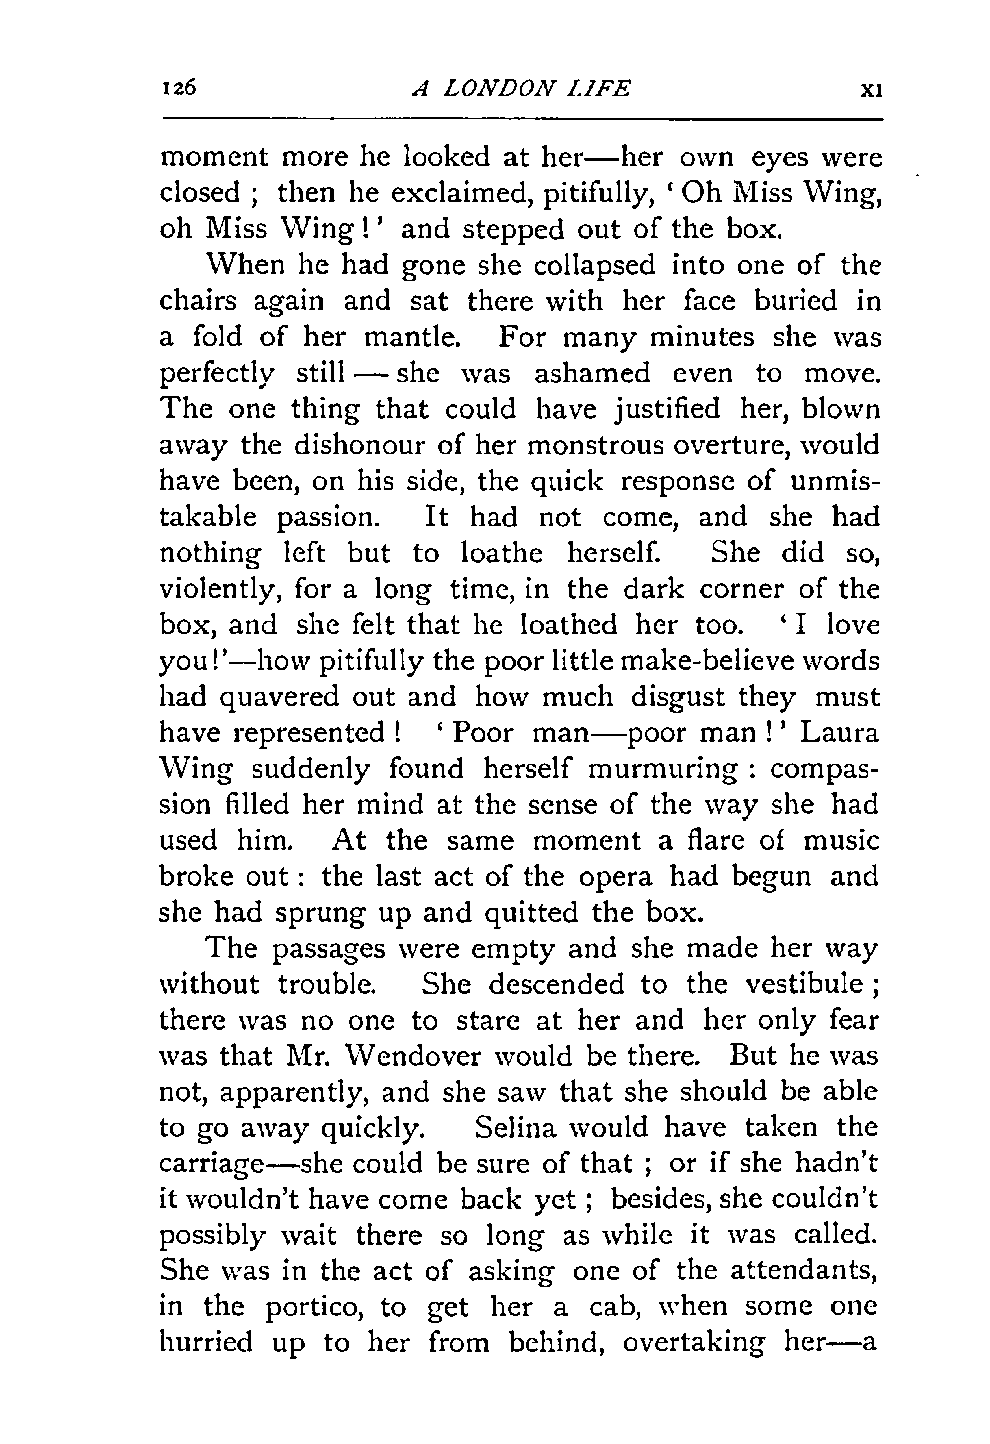 126 A LONDON LIFE XI
moment more he looked at her—her own eyes were
closed ; then he exclaimed, pitifully, ‘ Oh Miss Wing,
oh Miss Wing ! ’ and stepped out of the box.
When he had gone she collapsed into one of the
chairs again and sat there with her face buried in
a fold of her mantle. For many minutes she was
perfectly still — she was ashamed even to move.
The one thing that could have justified her, blown
away the dishonour of her monstrous overture, would
have been, on his side, the quick response of unmis-
takable passion. It had not come, and she had
nothing left but to loathe herself. She did so,
violently, for a long time, in the dark corner of the
box, and she felt that he loathed her too. ‘ I love
you !’—how pitifully the poor little make-believe words
had quavered out and how much disgust they must
have represented ! ‘ Poor man—poor man ! ’ Laura
Wing suddenly found herself murmuring : compas-
sion filled her mind at the sense of the way she had
used him. At the same moment a flare of music
broke out : the last act of the opera had begun and
she had sprung up and quitted the box.
The passages were empty and she made her way
without trouble. She descended to the vestibule ;
there was no one to stare at her and her only fear
was that Mr. Wendover would be there. But he was
not, apparently, and she saw that she should be able
to go away quickly. Selina would have taken the
carriage—she could be sure of that ; or if she hadn’t
it wouldn’t have come back yet ; besides, she couldn’t
possibly wait there so long as while it was called.
She was in the act of asking one of the attendants,
in the portico, to get her a cab, when some one
hurried up to her from behind, overtaking her—a